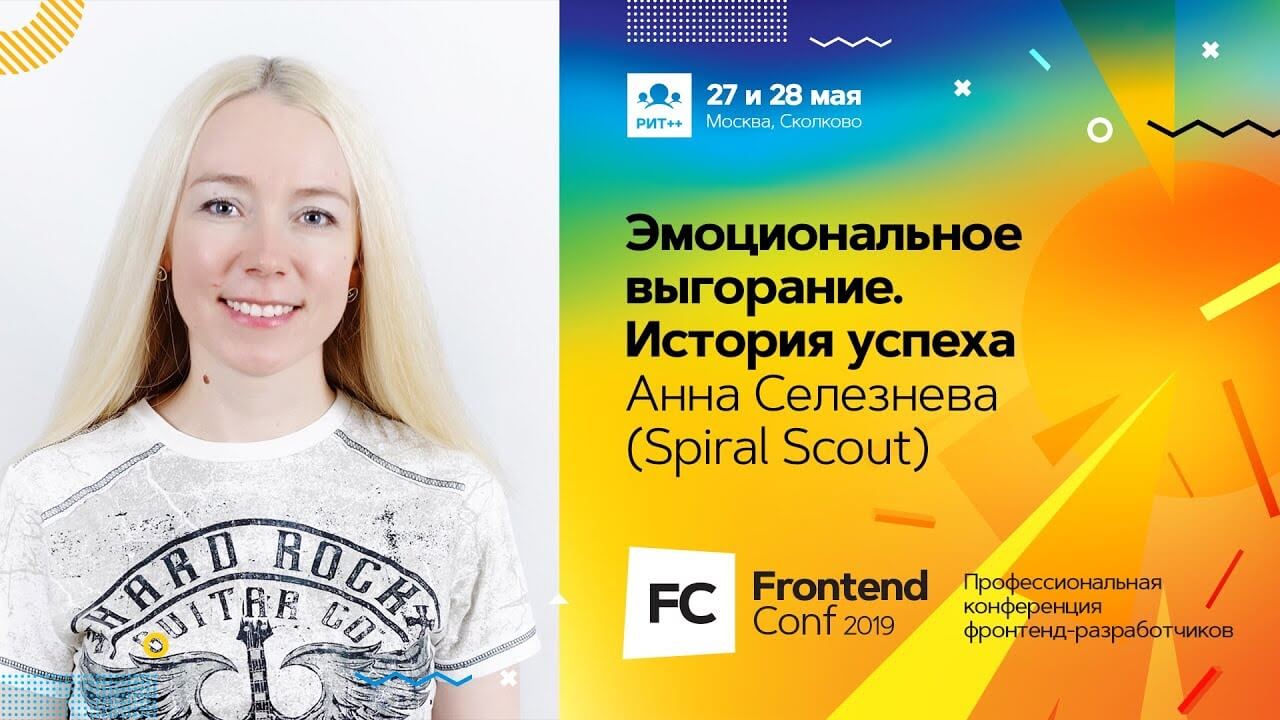 27 и 28 мая
Москва, Сколково
РИТ++
Эмоциональное
выгорание.
История успеха
Анна Селезнева
(Spiral Scout)
FC
Frontend
Conf 2019
Профессиональная
конференция
фронтенд-разработчиков
HARD ROCK
GUITAR CO.